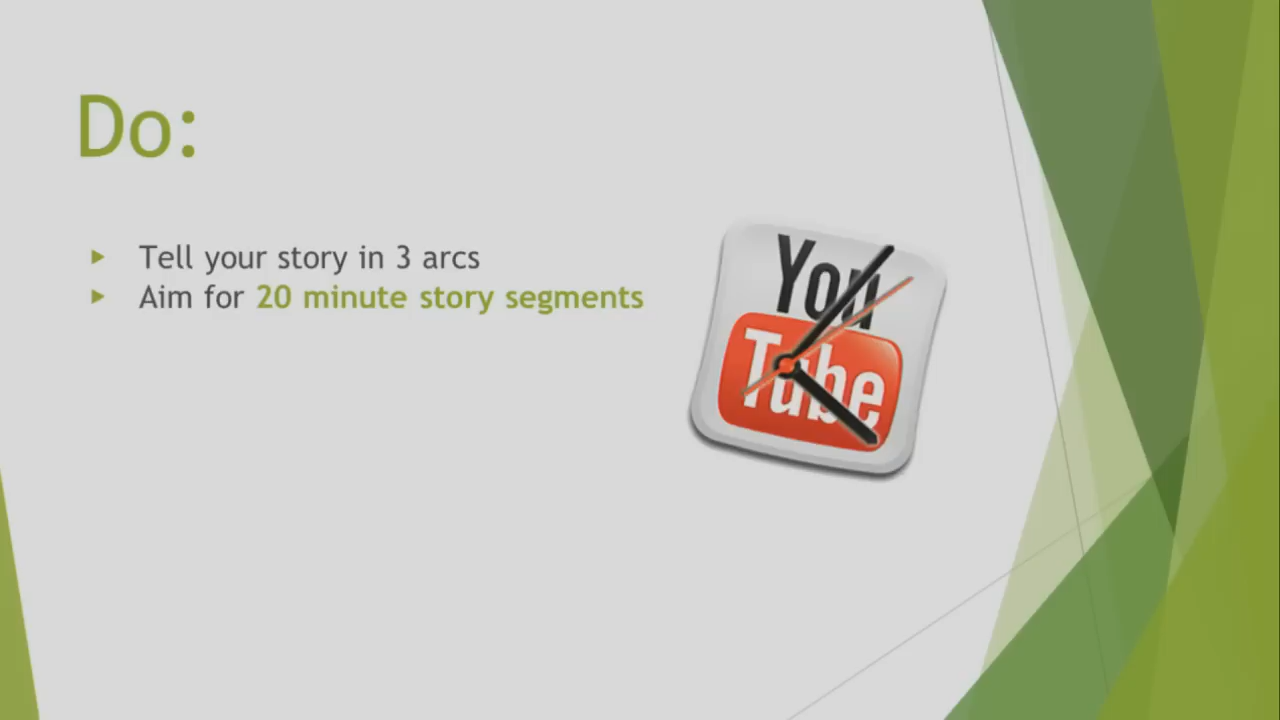 Do:
Tell your story in 3 arcs
Aim for 20 minute story segments
You
Tube